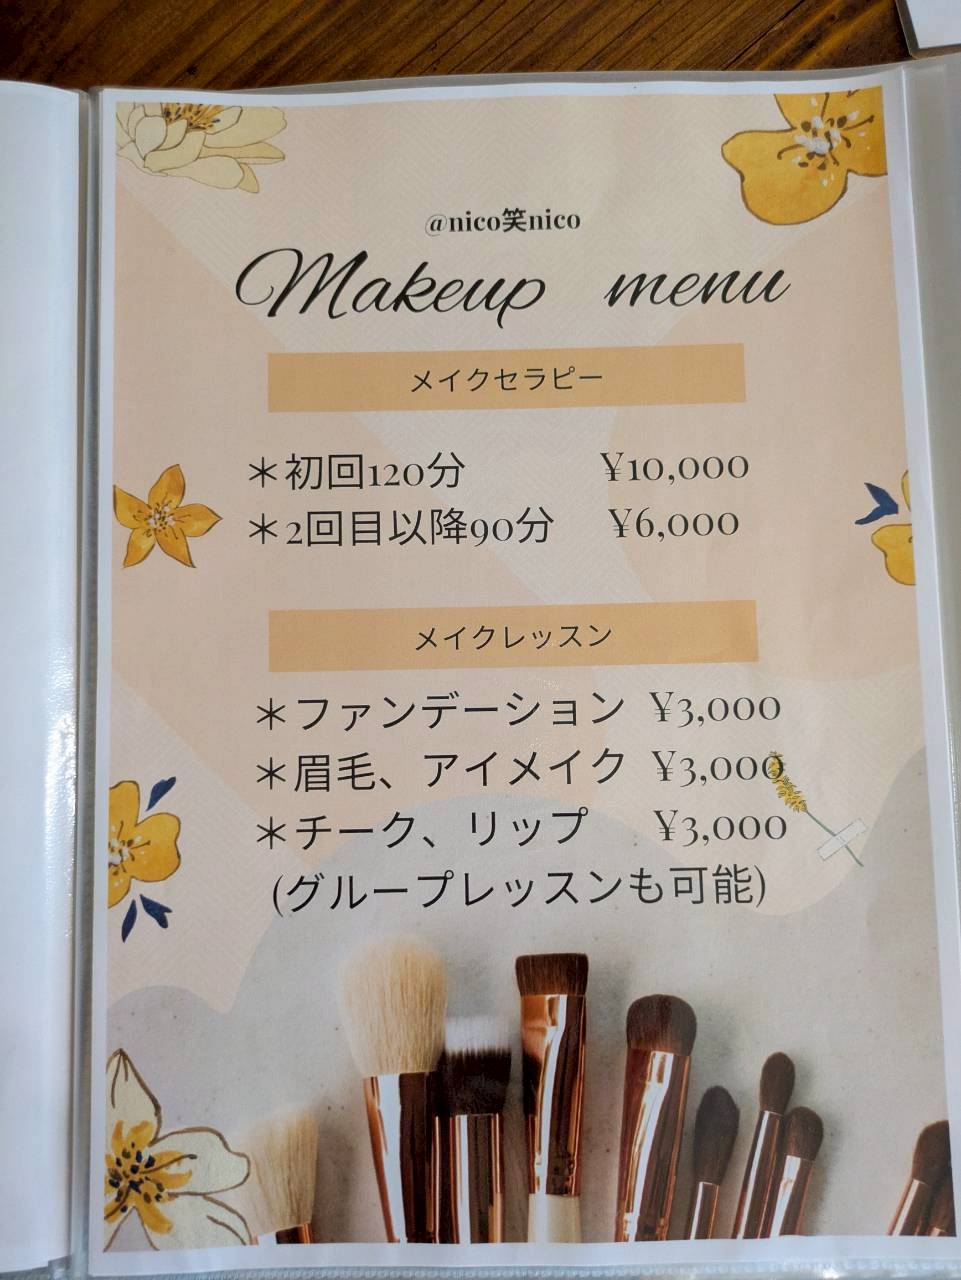 @nico笑nico
Makeup menu
メイクセラピー
＊初回120分 ¥10,000
＊2回目以降90分 ¥6,000
メイクレッスン
＊ファンデーション ¥3,000
＊眉毛、アイメイク ¥3,000
＊チーク、リップ ¥3,000
(グループレッスンも可能)